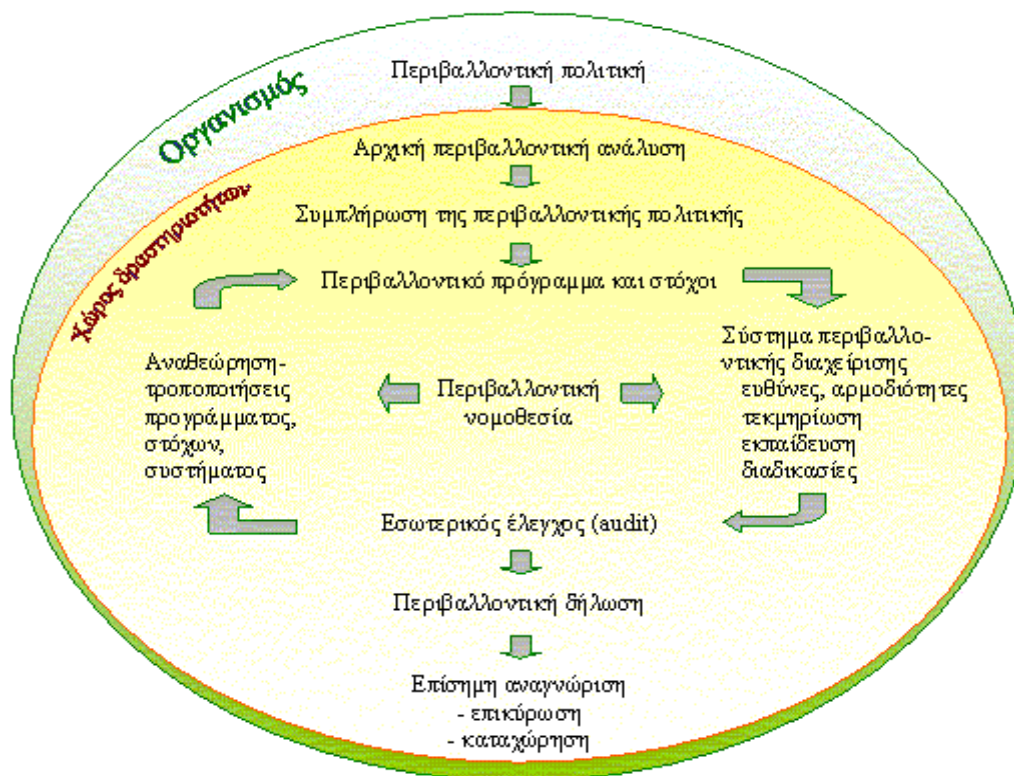 Οργανισμός
Χώρος δραστηριοτήτων
Περιβαλλοντική πολιτική
Αρχική περιβαλλοντική ανάλυση
Συμπλήρωση της περιβαλλοντικής πολιτικής
Περιβαλλοντικό πρόγραμμα και στόχοι
Σύστημα περιβαλλο-
ντικής διαχείρισης
ευθύνες, αρμοδιότητες
τεκμηρίωση
εκπαίδευση
διαδικασίες
Περιβαλλοντική
νομοθεσία
Αναθεώρηση-
τροποποιήσεις
προγράμματος,
στόχων,
συστήματος
Εσωτερικός έλεγχος (audit)
Περιβαλλοντική δήλωση
Επίσημη αναγνώριση
- επικύρωση
- καταχώρηση